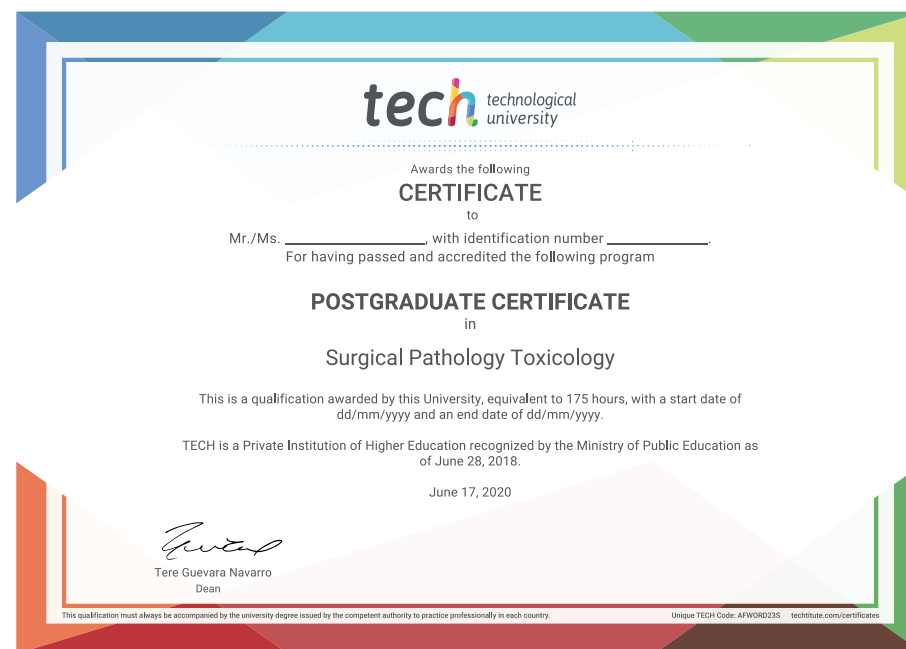 tech technological
university
Awards the following
CERTIFICATE
to
Mr./Ms. ____________________, with identification number ______________.
For having passed and accredited the following program
POSTGRADUATE CERTIFICATE
in
Surgical Pathology Toxicology
This is a qualification awarded by this University, equivalent to 175 hours, with a start date of
dd/mm/yyyy and an end date of dd/mm/yyyy.
TECH is a Private Institution of Higher Education recognized by the Ministry of Public Education as
of June 28, 2018.
June 17, 2020
Tere Guevara Navarro
Dean
This qualification must always be accompanied by the university degree issued by the competent authority to practice professionally in each country.
Unique TECH Code: AFWORD23S techtitute.com/certificates